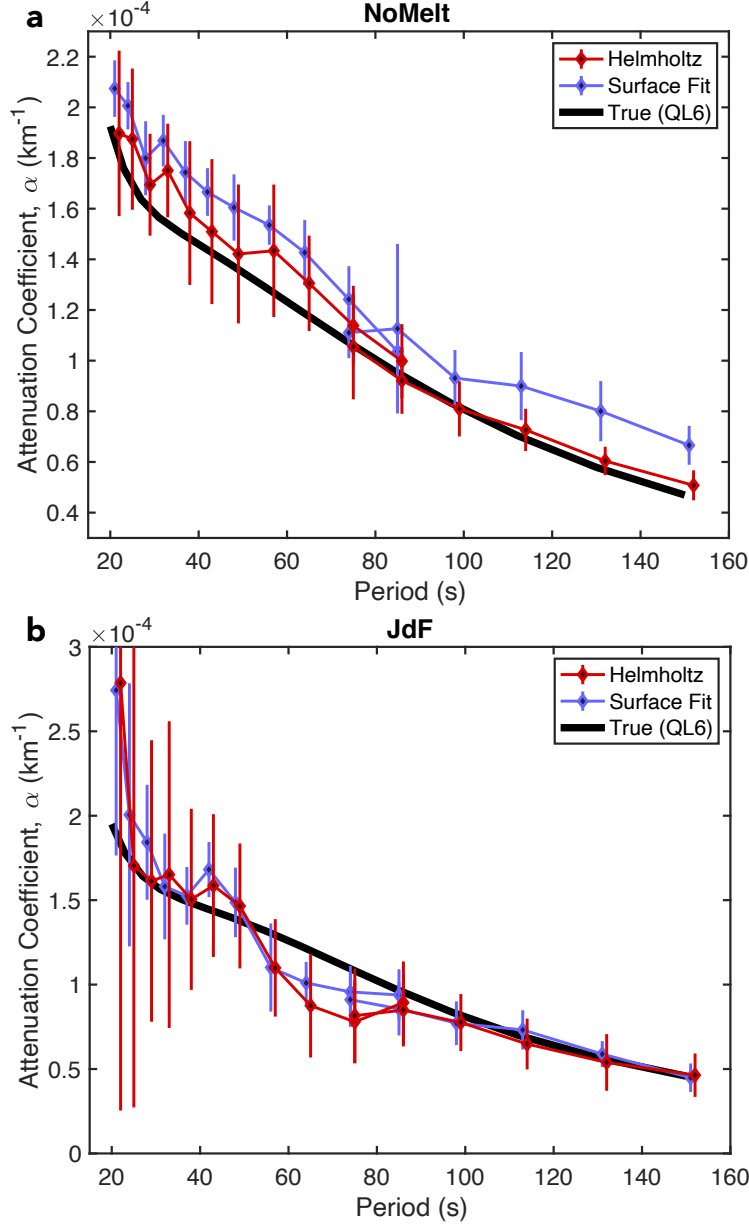 a
NoMelt
×10⁻⁴
Helmholtz
Surface Fit
True (QL6)
2.2
2
1.8
1.6
1.4
1.2
1
0.8
0.6
0.4
Attenuation Coefficient, α (km⁻¹)
20 40 60 80 100 120 140 160
Period (s)
b
JdF
×10⁻⁴
Helmholtz
Surface Fit
True (QL6)
3
2.5
2
1.5
1
0.5
0
Attenuation Coefficient, α (km⁻¹)
20 40 60 80 100 120 140 160
Period (s)